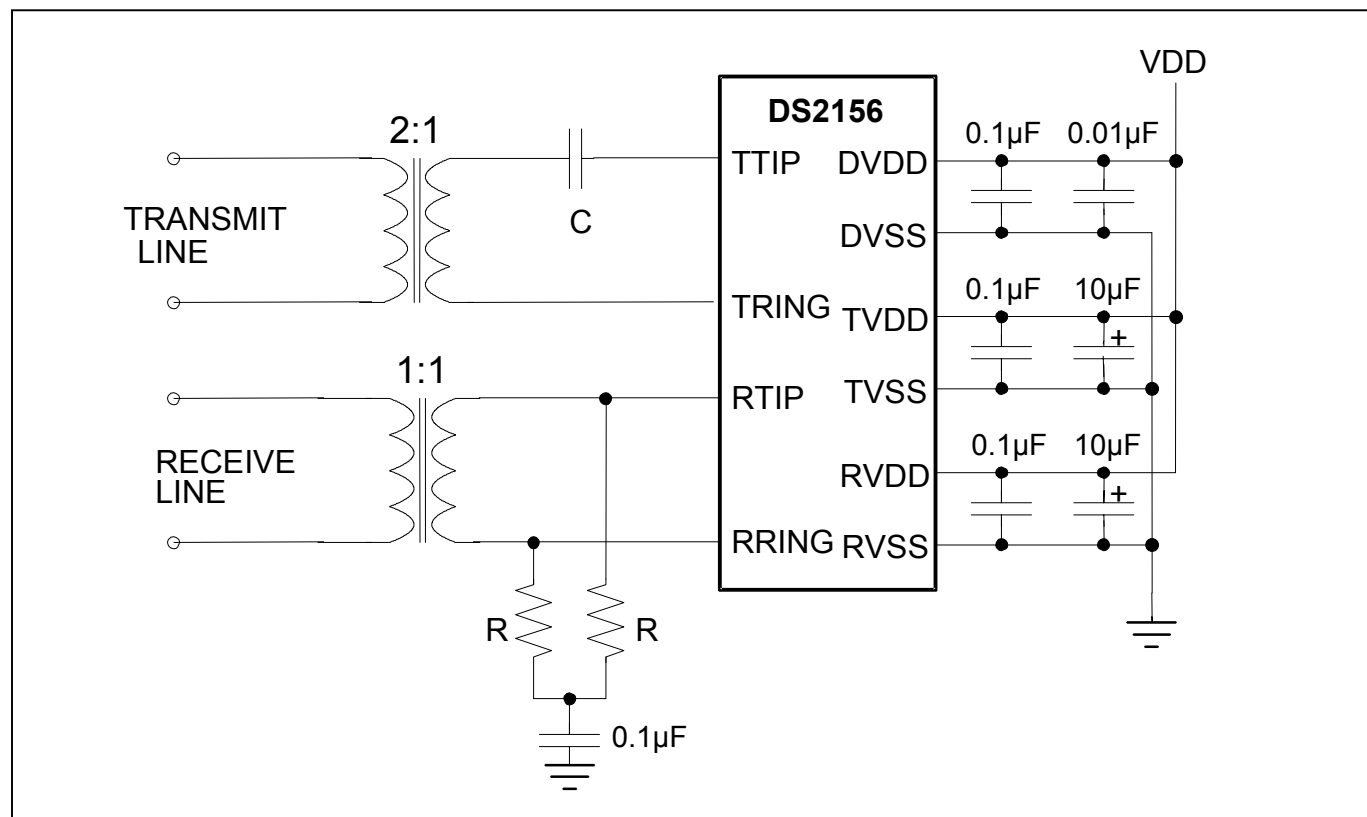 VDD
DS2156
2:1
0.1µF 0.01µF
TTIP DVDD
TRANSMIT
LINE
C
DVSS
0.1µF 10µF
TRING TVDD
+
1:1
RTIP TVSS
0.1µF 10µF
RECEIVE
LINE
RVDD
+
RRING RVSS
R R
0.1µF